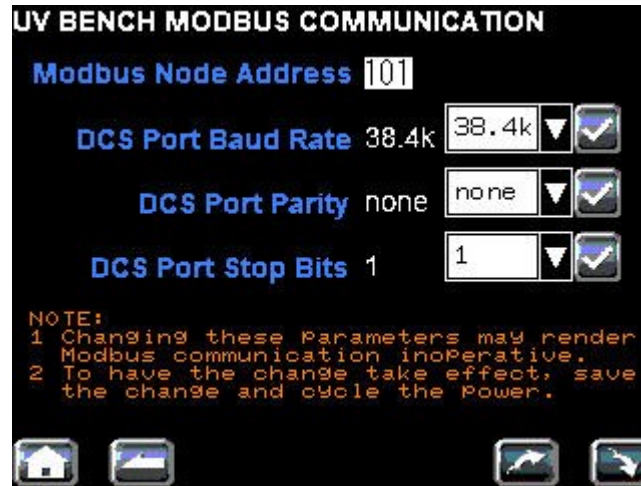 UV BENCH MODBUS COMMUNICATION
Modbus Node Address 101
DCS Port Baud Rate 38.4k 38.4k
DCS Port Parity none none
DCS Port Stop Bits 1 1
NOTE:
1 Changing these Parameters may render
Modbus communication inoperative.
2 To have the change take effect, save
the change and cycle the Power.